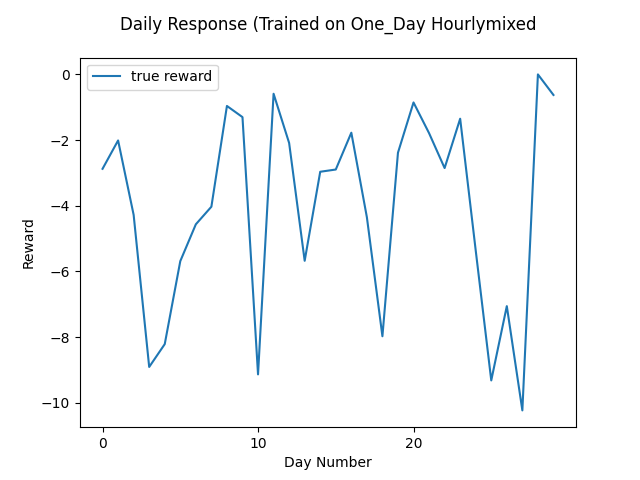 Daily Response (Trained on One_Day Hourlymixed
true reward
0
−2
−4
−6
−8
−10
Reward
0 10 20
Day Number